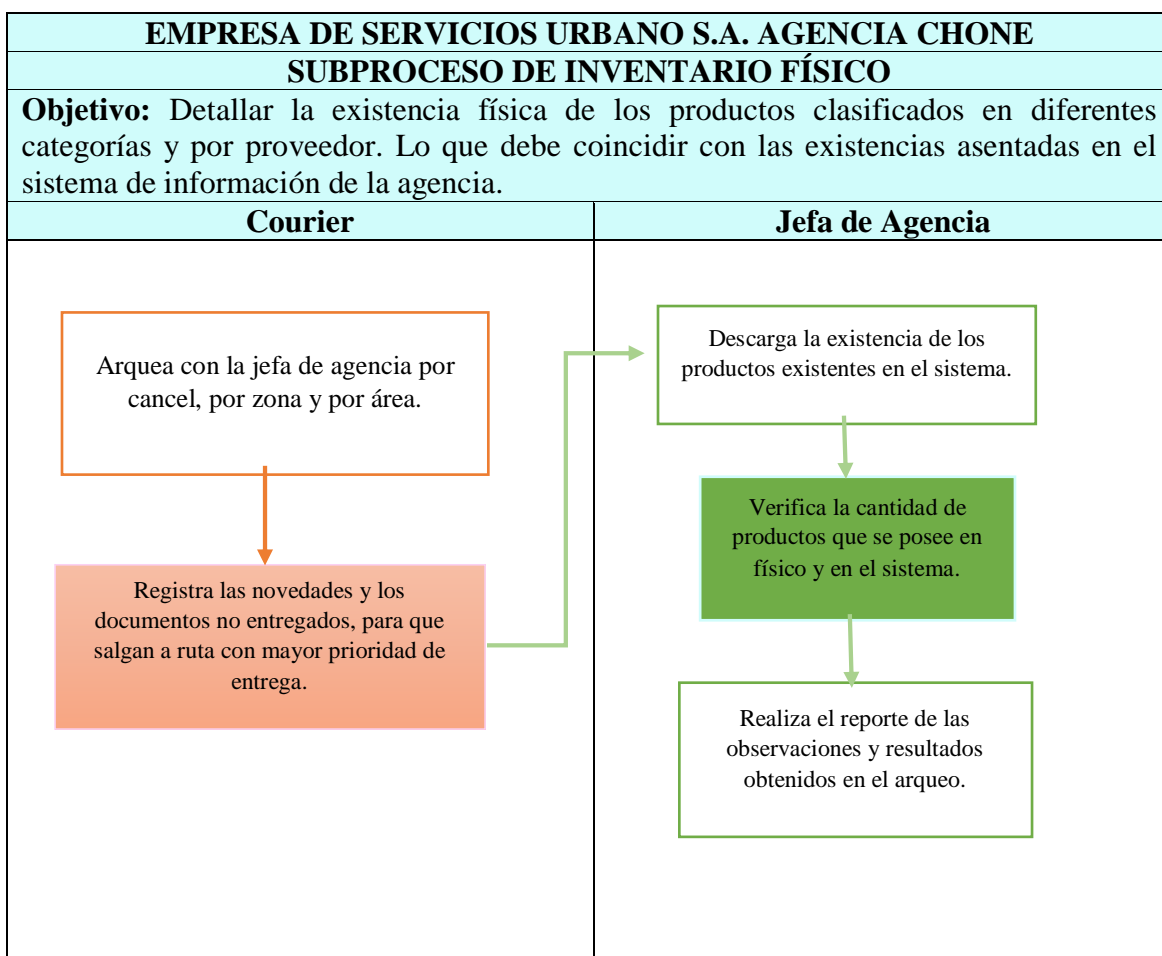 EMPRESA DE SERVICIOS URBANO S.A. AGENCIA CHONE
SUBPROCESO DE INVENTARIO FÍSICO
Objetivo: Detallar la existencia física de los productos clasificados en diferentes
categorías y por proveedor. Lo que debe coincidir con las existencias asentadas en el
sistema de información de la agencia.
Courier
Jefa de Agencia
Arquea con la jefa de agencia por
cancel, por zona y por área.
Registra las novedades y los
documentos no entregados, para que
salgan a ruta con mayor prioridad de
entrega.
Descarga la existencia de los
productos existentes en el sistema.
Verifica la cantidad de
productos que se posee en
físico y en el sistema.
Realiza el reporte de las
observaciones y resultados
obtenidos en el arqueo.